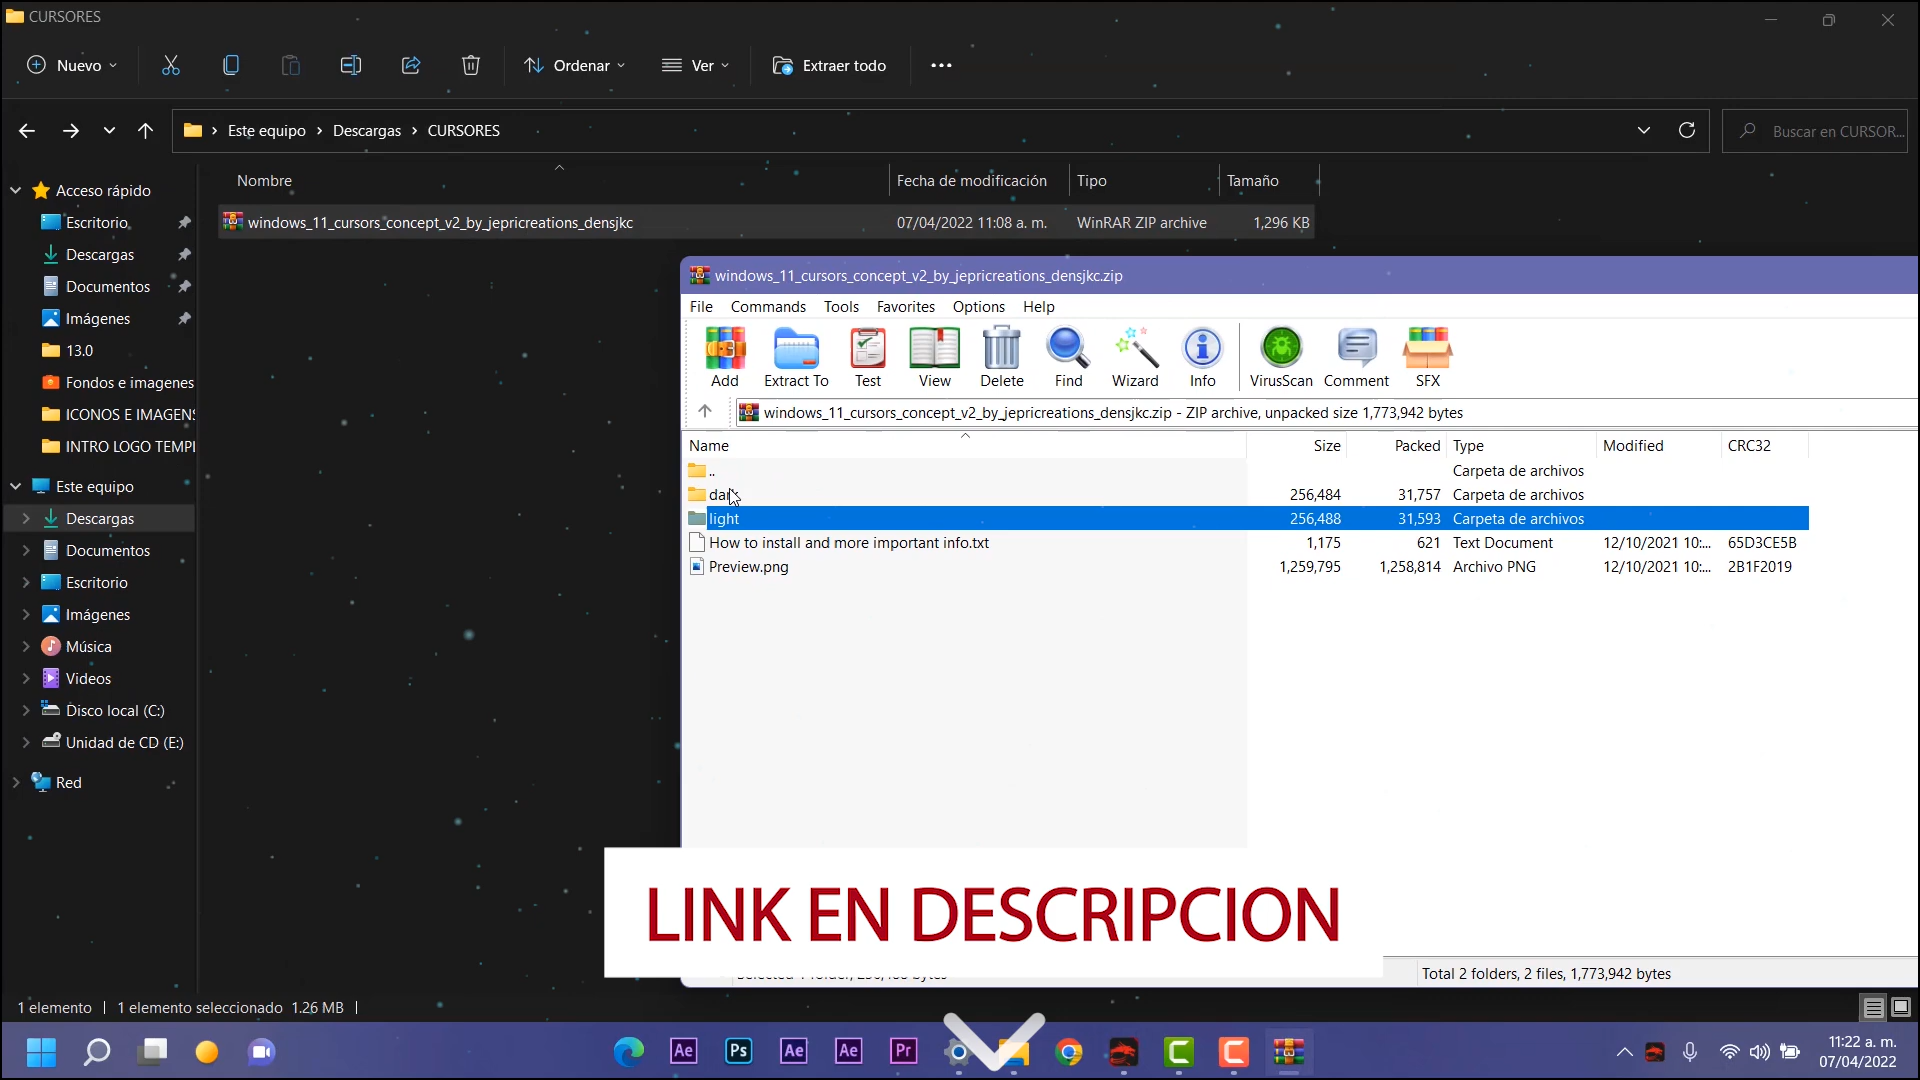 CURSORES
Nuevo
Ordenar
Ver
Extraer todo
Este equipo
Descargas
CURSORES
Buscar en CURSOR...
Nombre
Fecha de modificación
Tipo
Tamaño
windows_11_cursors_concept_v2_by_jepricreations_densjkc
07/04/2022 11:08 a. m.
WinRAR ZIP archive
1,296 KB
Acceso rápido
Escritorio
Descargas
Documentos
Imágenes
13.0
Fondos e imagenes
ICONOS E IMAGENS
INTRO LOGO TEMPL
Este equipo
Descargas
Documentos
Escritorio
Imágenes
Música
Videos
Disco local (C:)
Unidad de CD (E:)
Red
windows_11_cursors_concept_v2_by_jepricreations_densjkc.zip
File Commands Tools Favorites Options Help
Add Extract To Test View Delete Find Wizard Info VirusScan Comment SFX
windows_11_cursors_concept_v2_by_jepricreations_densjkc.zip - ZIP archive, unpacked size 1,773,942 bytes
Name Size Packed Type Modified CRC32
.. Carpeta de archivos
dark 256,484 31,757 Carpeta de archivos
light 256,488 31,593 Carpeta de archivos
How to install and more important info.txt 1,175 621 Text Document 12/10/2021 10:... 65D3CE5B
Preview.png 1,259,795 1,258,814 Archivo PNG 12/10/2021 10:... 2B1F2019
LINK EN DESCRIPCION
Total 2 folders, 2 files, 1,773,942 bytes
1 elemento
1 elemento seleccionado 1.26 MB
Ae
Ps
Ae
Ae
Pr
11:22 a. m.
07/04/2022